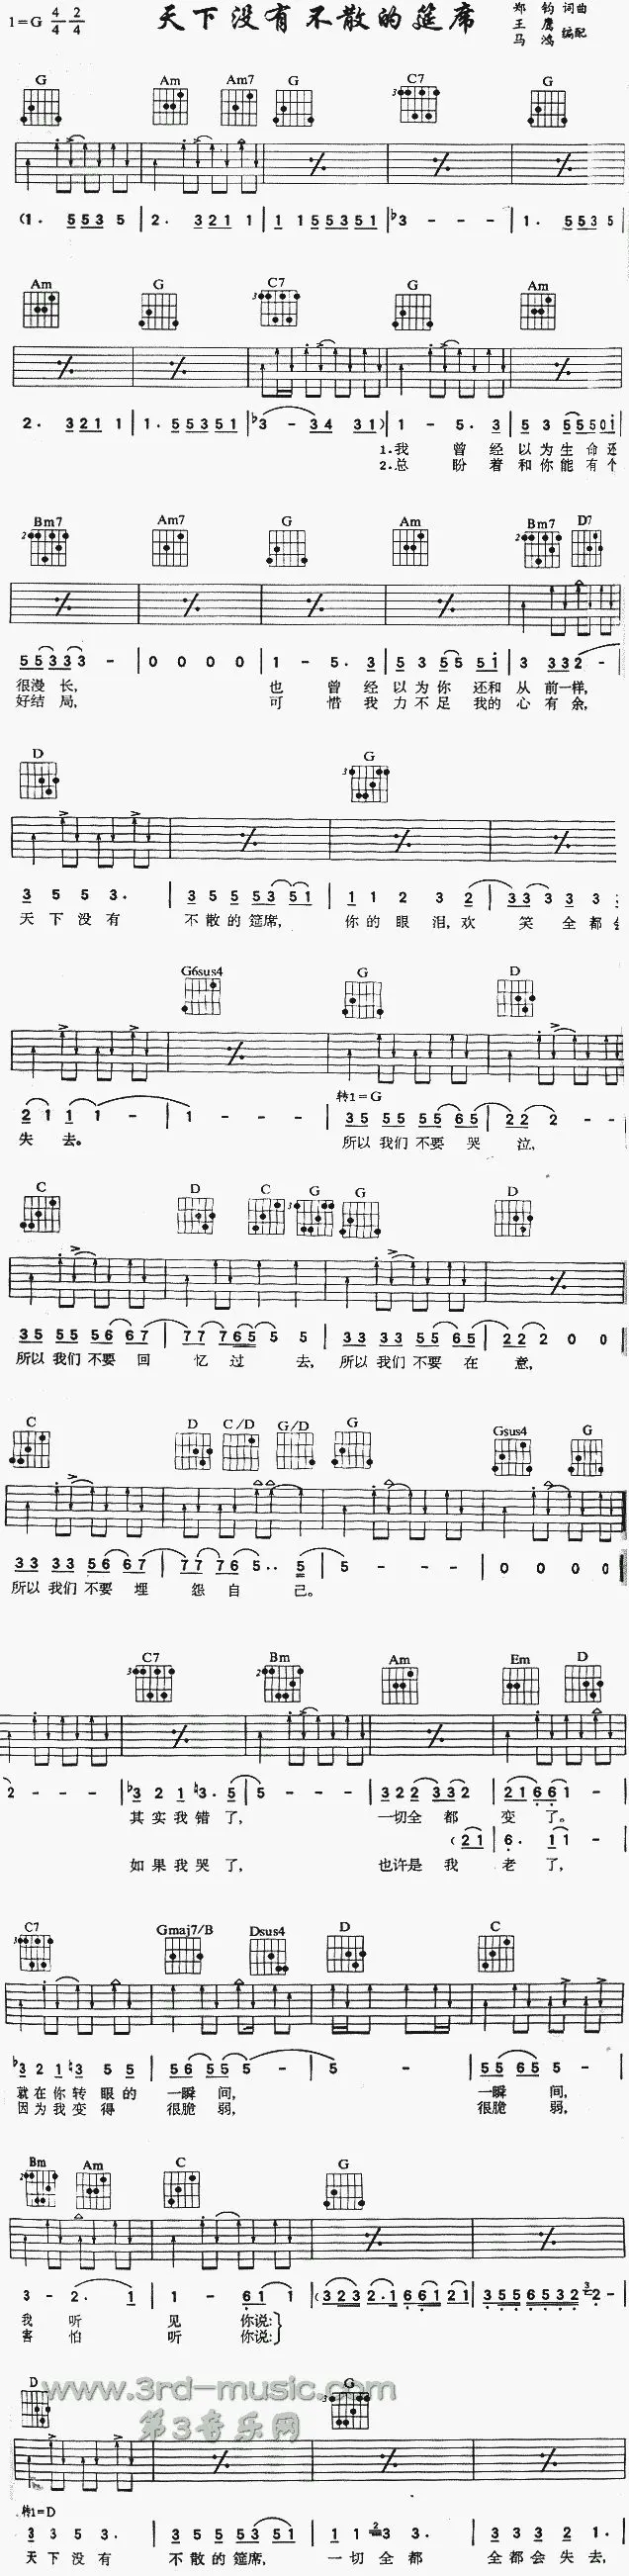 天下没有不散的筵席
1=G 4/4 2/4
郑 钧 词曲
王 鹰
马 鸿 编配
G Am Am7 G C7 G
(1. 5535 | 2. 3211 | 1 155351 | ♭3 - - - | 1. 5535
Am G C7 G Am
2. 3211 | 1. 55351 | ♭3 - 34 31) | 1 - 5. 3 | 5 3 55 550i
1.我 曾 经 以 为 生 命 还
2.总 盼 着 和 你 能 有 个
Bm7 Am7 G Am Bm7 D7
55333 - | 0 0 0 0 | 1 - 5. 3 | 5 3 55 5i | 3 332 -
很漫 长, 也 曾 经 以 为 你 还和 从 前一样,
好结 局, 可 惜 我 力 不 足 我的 心 有 余,
D G
3 5 5 3. | 3 5 5 53 51 | 1 1 2 3 2 | 33 3 3 3 3
天 下 没 有 不 散 的 筵席, 你 的 眼 泪,欢 笑 全 都 会
G6sus4 G D
转1=G
2 1 1 1 - | 1 - - - | 35 55 55 65 | 22 2 - -
失 去。 所以 我们 不要 哭 泣,
C D C G G D
35 55 56 67 | 77 765 5 5 | 33 33 55 65 | 22 2 0 0
所以 我们 不要 回 忆 过 去, 所以 我们 不要 在 意,
C D C/D G/D G Gsus4 G
33 33 56 67 | 77 76 5.. 5 | 5 - - - | 0 0 0 0
所以 我们 不要 埋 怨 自 己。
C7 Bm Am Em D
2 - - - | ♭3 2 1 ♮3. 5 | 5 - - - | 322 2 332 | 2166 1 -
其 实 我 错 了, 一切 全 都 变 了。
(21 | 6. 11 -
如 果 我 哭 了, 也 许 是 我 老 了,
C7 Gmaj7/B Dsus4 D C
♭3 2 1 ♮3 5 5 | 56 55 5 - | 5 - - - | 55 65 5 -
就 在 你 转 眼 的 一瞬 间, 一瞬 间,
因 为 我 变 得 很脆 弱, 很脆 弱,
Bm Am C G
3 - 2. 1 | 1 - 61 1 | (323 2.1 661 21 | 355 6532 2 -
我 听 见 你 说:}
害 怕 听 你 说:}
D G
www.3rd-music.com
第3音乐网
转1=D
3 3 5 3. | 3 5 5 53 51 | 1 1 3 3. | 3 3 3 2 1.
天 下 没 有 不 散 的 筵席, 一 切 全 都 全 都 会 失 去,